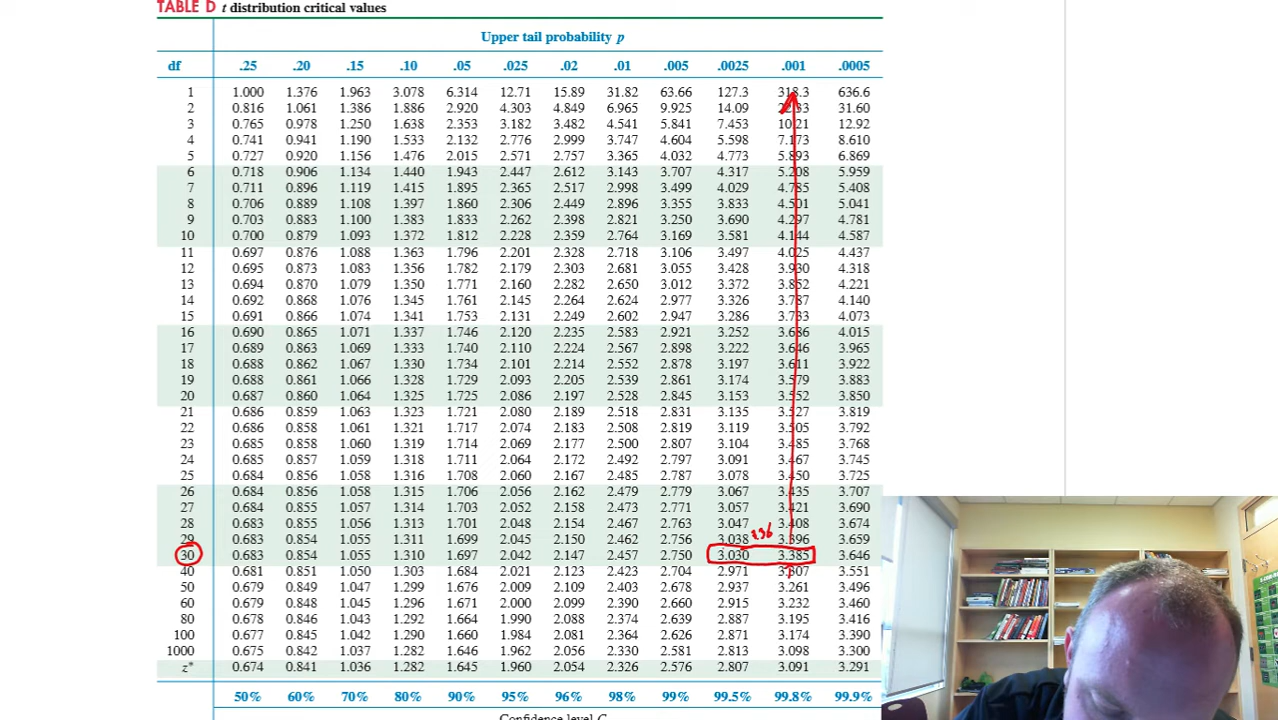 TABLE D t distribution critical values
Upper tail probability p
df .25 .20 .15 .10 .05 .025 .02 .01 .005 .0025 .001 .0005
1 1.000 1.376 1.963 3.078 6.314 12.71 15.89 31.82 63.66 127.3 318.3 636.6
2 0.816 1.061 1.386 1.886 2.920 4.303 4.849 6.965 9.925 14.09 22.33 31.60
3 0.765 0.978 1.250 1.638 2.353 3.182 3.482 4.541 5.841 7.453 10.21 12.92
4 0.741 0.941 1.190 1.533 2.132 2.776 2.999 3.747 4.604 5.598 7.173 8.610
5 0.727 0.920 1.156 1.476 2.015 2.571 2.757 3.365 4.032 4.773 5.893 6.869
6 0.718 0.906 1.134 1.440 1.943 2.447 2.612 3.143 3.707 4.317 5.208 5.959
7 0.711 0.896 1.119 1.415 1.895 2.365 2.517 2.998 3.499 4.029 4.785 5.408
8 0.706 0.889 1.108 1.397 1.860 2.306 2.449 2.896 3.355 3.833 4.501 5.041
9 0.703 0.883 1.100 1.383 1.833 2.262 2.398 2.821 3.250 3.690 4.297 4.781
10 0.700 0.879 1.093 1.372 1.812 2.228 2.359 2.764 3.169 3.581 4.144 4.587
11 0.697 0.876 1.088 1.363 1.796 2.201 2.328 2.718 3.106 3.497 4.025 4.437
12 0.695 0.873 1.083 1.356 1.782 2.179 2.303 2.681 3.055 3.428 3.930 4.318
13 0.694 0.870 1.079 1.350 1.771 2.160 2.282 2.650 3.012 3.372 3.852 4.221
14 0.692 0.868 1.076 1.345 1.761 2.145 2.264 2.624 2.977 3.326 3.787 4.140
15 0.691 0.866 1.074 1.341 1.753 2.131 2.249 2.602 2.947 3.286 3.733 4.073
16 0.690 0.865 1.071 1.337 1.746 2.120 2.235 2.583 2.921 3.252 3.686 4.015
17 0.689 0.863 1.069 1.333 1.740 2.110 2.224 2.567 2.898 3.222 3.646 3.965
18 0.688 0.862 1.067 1.330 1.734 2.101 2.214 2.552 2.878 3.197 3.611 3.922
19 0.688 0.861 1.066 1.328 1.729 2.093 2.205 2.539 2.861 3.174 3.579 3.883
20 0.687 0.860 1.064 1.325 1.725 2.086 2.197 2.528 2.845 3.153 3.552 3.850
21 0.686 0.859 1.063 1.323 1.721 2.080 2.189 2.518 2.831 3.135 3.527 3.819
22 0.686 0.858 1.061 1.321 1.717 2.074 2.183 2.508 2.819 3.119 3.505 3.792
23 0.685 0.858 1.060 1.319 1.714 2.069 2.177 2.500 2.807 3.104 3.485 3.768
24 0.685 0.857 1.059 1.318 1.711 2.064 2.172 2.492 2.797 3.091 3.467 3.745
25 0.684 0.856 1.058 1.316 1.708 2.060 2.167 2.485 2.787 3.078 3.450 3.725
26 0.684 0.856 1.058 1.315 1.706 2.056 2.162 2.479 2.779 3.067 3.435 3.707
27 0.684 0.855 1.057 1.314 1.703 2.052 2.158 2.473 2.771 3.057 3.421 3.690
28 0.683 0.855 1.056 1.313 1.701 2.048 2.154 2.467 2.763 3.047 3.408 3.674
29 0.683 0.854 1.055 1.311 1.699 2.045 2.150 2.462 2.756 3.038 3.396 3.659
30 0.683 0.854 1.055 1.310 1.697 2.042 2.147 2.457 2.750 3.030 3.385 3.646
40 0.681 0.851 1.050 1.303 1.684 2.021 2.123 2.423 2.704 2.971 3.307 3.551
50 0.679 0.849 1.047 1.299 1.676 2.009 2.109 2.403 2.678 2.937 3.261 3.496
60 0.679 0.848 1.045 1.296 1.671 2.000 2.099 2.390 2.660 2.915 3.232 3.460
80 0.678 0.846 1.043 1.292 1.664 1.990 2.088 2.374 2.639 2.887 3.195 3.416
100 0.677 0.845 1.042 1.290 1.660 1.984 2.081 2.364 2.626 2.871 3.174 3.390
1000 0.675 0.842 1.037 1.282 1.646 1.962 2.056 2.330 2.581 2.813 3.098 3.300
z* 0.674 0.841 1.036 1.282 1.645 1.960 2.054 2.326 2.576 2.807 3.091 3.291
50% 60% 70% 80% 90% 95% 96% 98% 99% 99.5% 99.8% 99.9%
Confidence level C